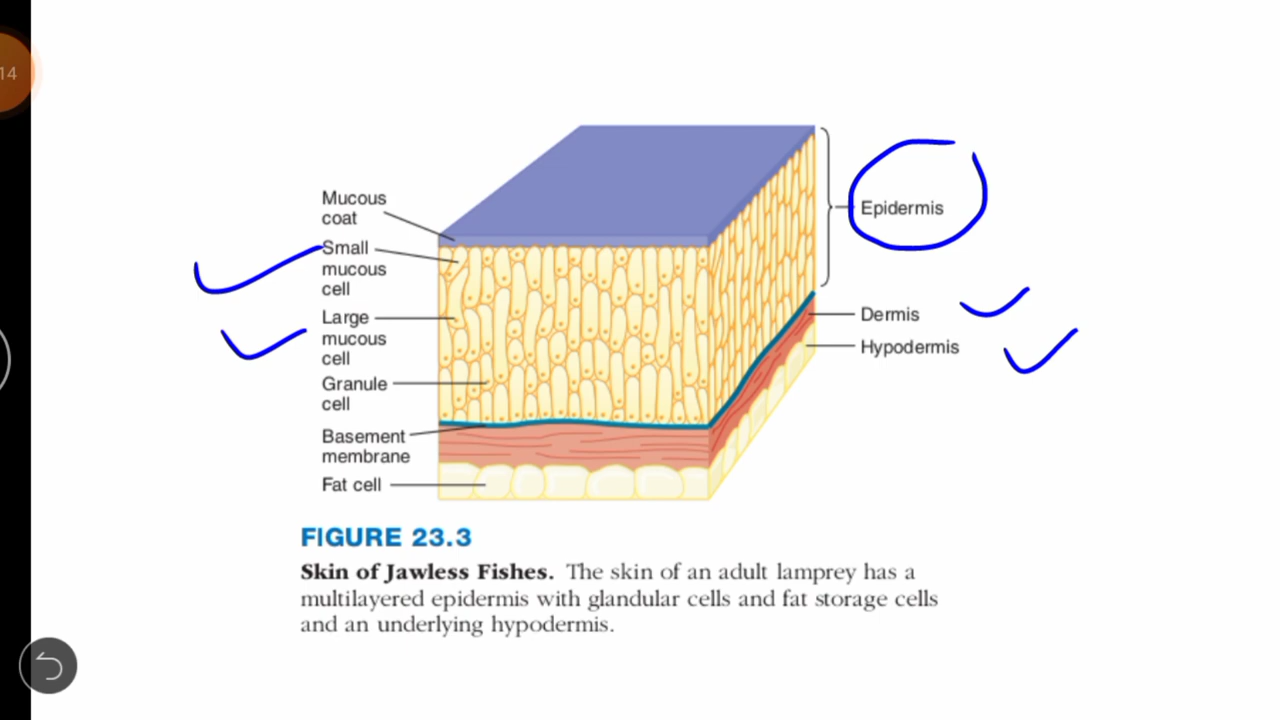 14
Mucous
coat
Small
mucous
cell
Large
mucous
cell
Granule
cell
Basement
membrane
Fat cell
Epidermis
Dermis
Hypodermis
FIGURE 23.3
Skin of Jawless Fishes. The skin of an adult lamprey has a
multilayered epidermis with glandular cells and fat storage cells
and an underlying hypodermis.